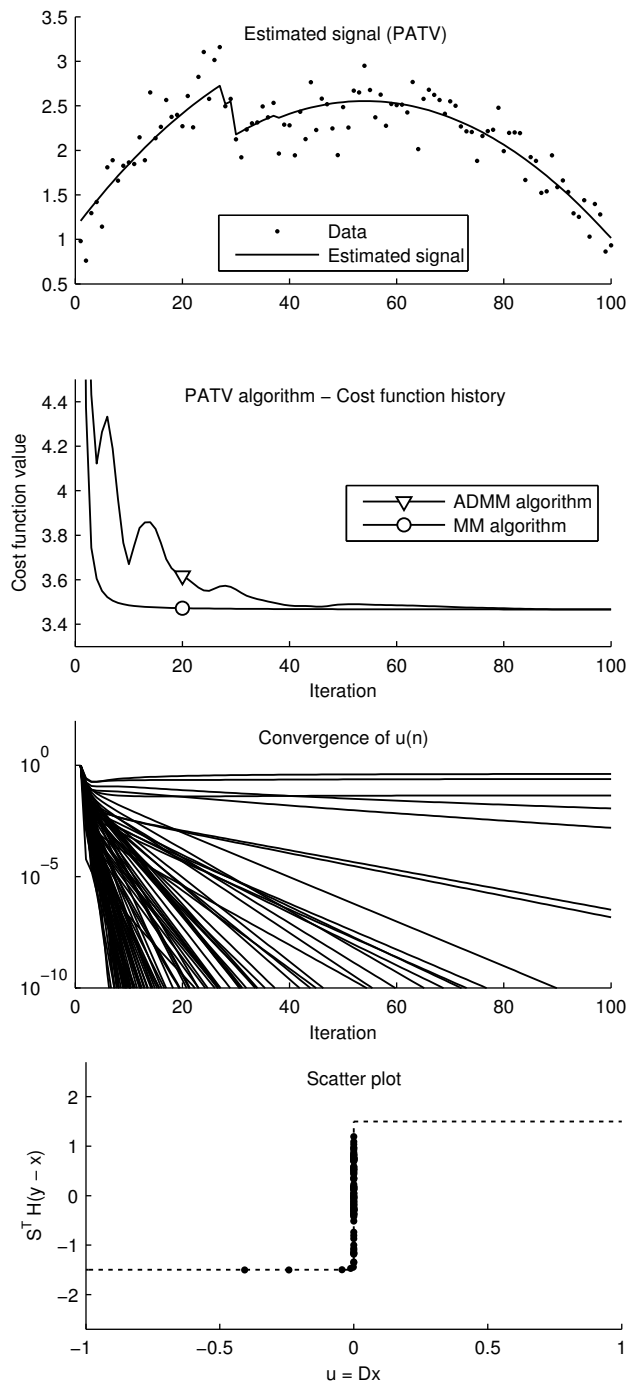 Estimated signal (PATV)
3.5
3
2.5
2
1.5
1
0.5
Data
Estimated signal
0 20 40 60 80 100
PATV algorithm − Cost function history
Cost function value
4.4
4.2
4
3.8
3.6
3.4
ADMM algorithm
MM algorithm
0 20 40 60 80 100
Iteration
Convergence of u(n)
10^0
10^−5
10^−10
0 20 40 60 80 100
Iteration
Scatter plot
S^T H(y − x)
2
1
0
−1
−2
−1 −0.5 0 0.5 1
u = Dx